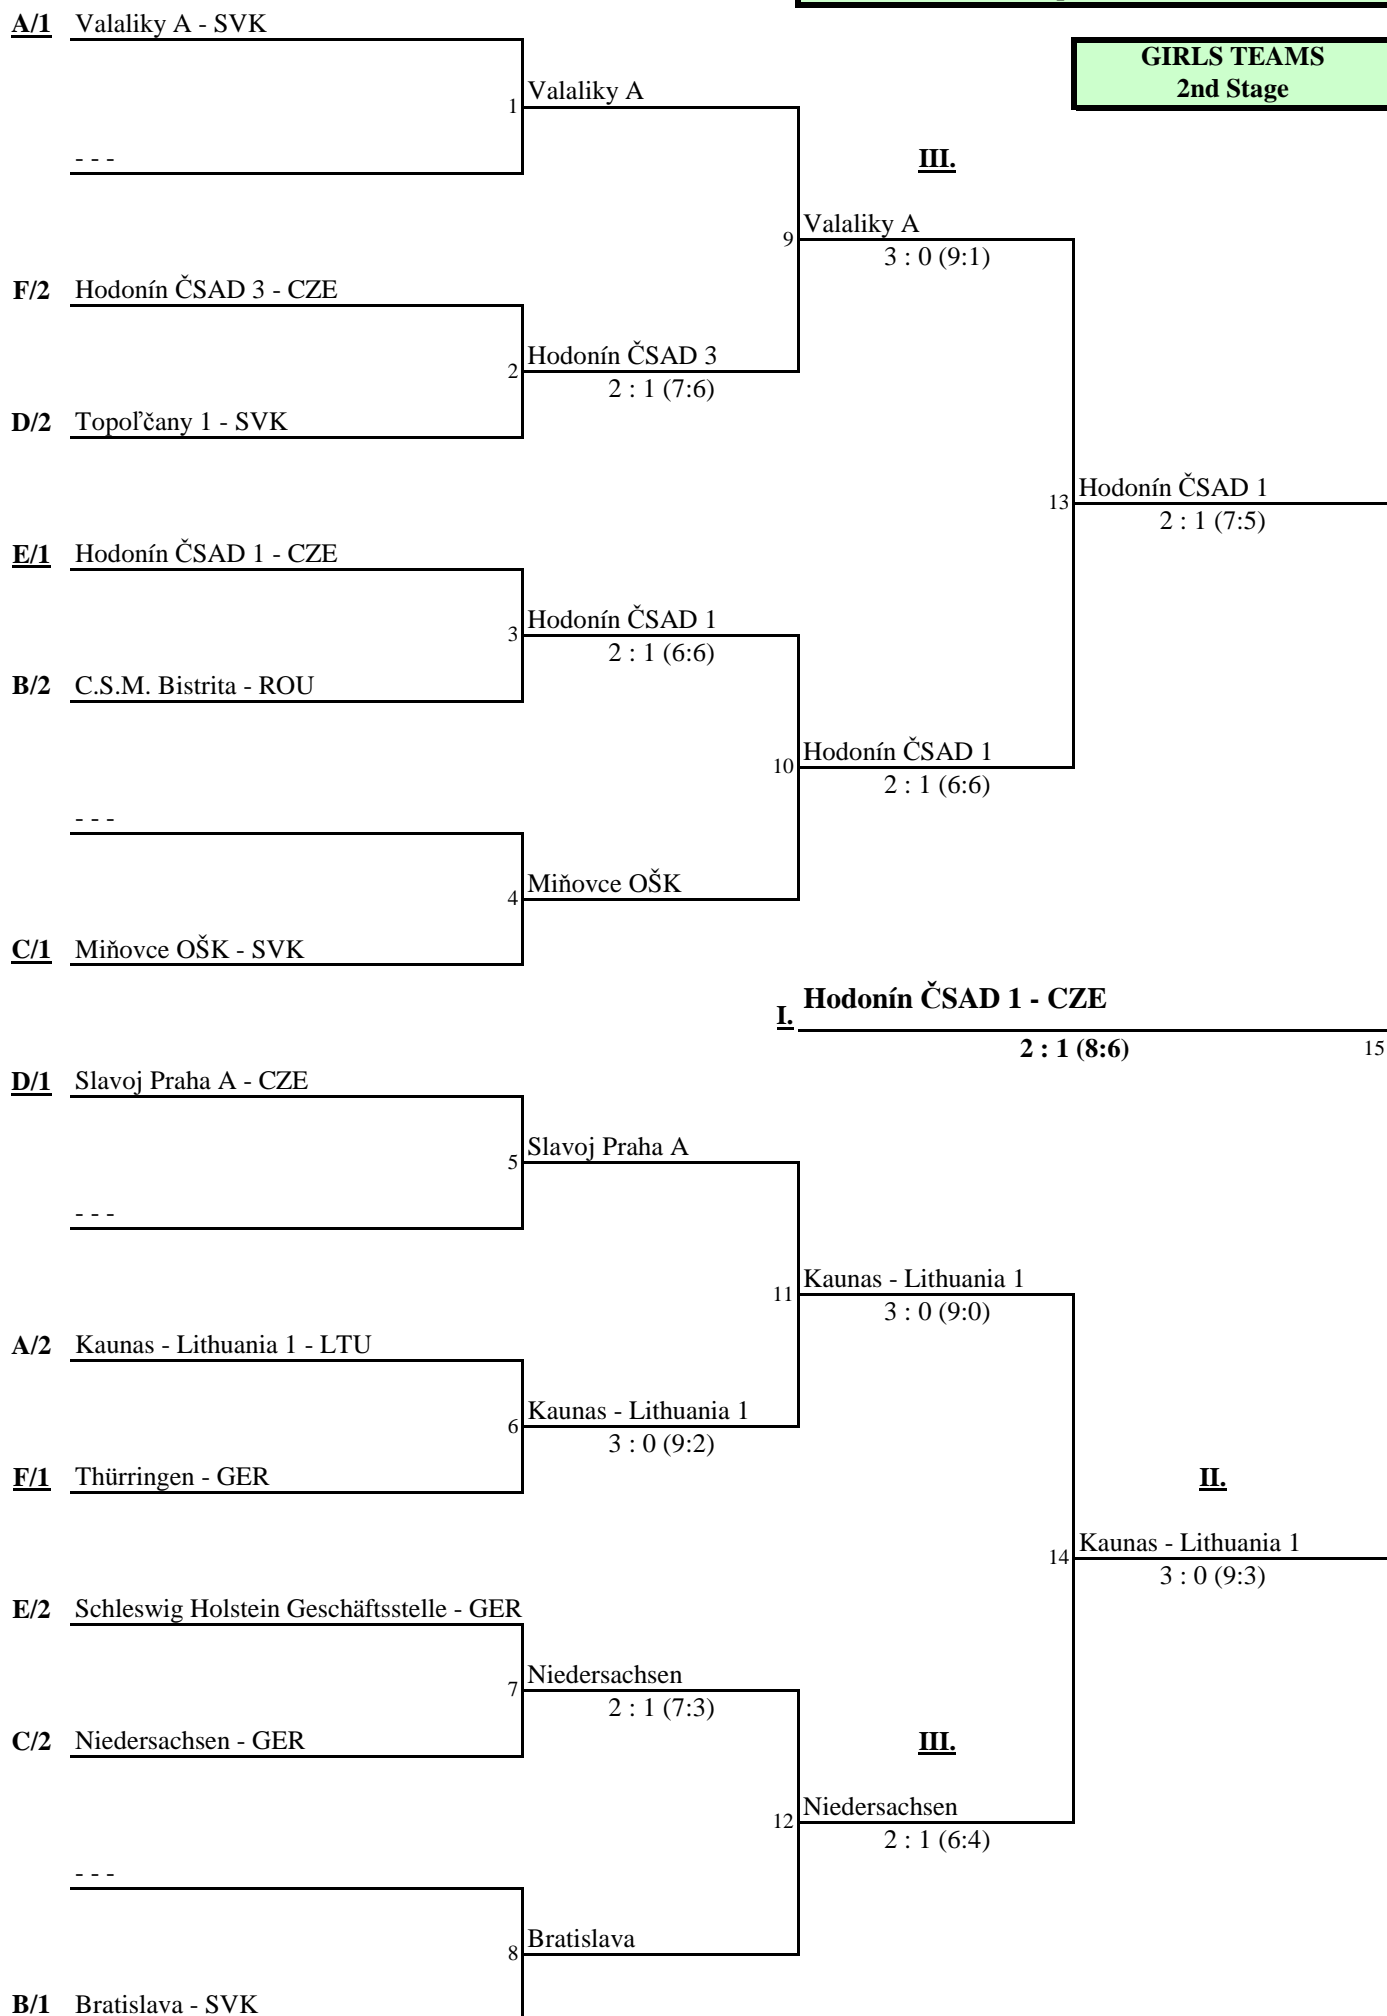 A/1 Valaliky A - SVK
GIRLS TEAMS
2nd Stage
1 Valaliky A
- - -
III.
9 Valaliky A
3 : 0 (9:1)
F/2 Hodonín ČSAD 3 - CZE
2 Hodonín ČSAD 3
2 : 1 (7:6)
D/2 Topoľčany 1 - SVK
13 Hodonín ČSAD 1
2 : 1 (7:5)
E/1 Hodonín ČSAD 1 - CZE
3 Hodonín ČSAD 1
2 : 1 (6:6)
B/2 C.S.M. Bistrita - ROU
10 Hodonín ČSAD 1
2 : 1 (6:6)
- - -
4 Miňovce OŠK
C/1 Miňovce OŠK - SVK
I. Hodonín ČSAD 1 - CZE
2 : 1 (8:6) 15
D/1 Slavoj Praha A - CZE
5 Slavoj Praha A
- - -
11 Kaunas - Lithuania 1
3 : 0 (9:0)
A/2 Kaunas - Lithuania 1 - LTU
6 Kaunas - Lithuania 1
3 : 0 (9:2)
F/1 Thürringen - GER
II.
14 Kaunas - Lithuania 1
3 : 0 (9:3)
E/2 Schleswig Holstein Geschäftsstelle - GER
7 Niedersachsen
2 : 1 (7:3)
C/2 Niedersachsen - GER
III.
12 Niedersachsen
2 : 1 (6:4)
- - -
8 Bratislava
B/1 Bratislava - SVK